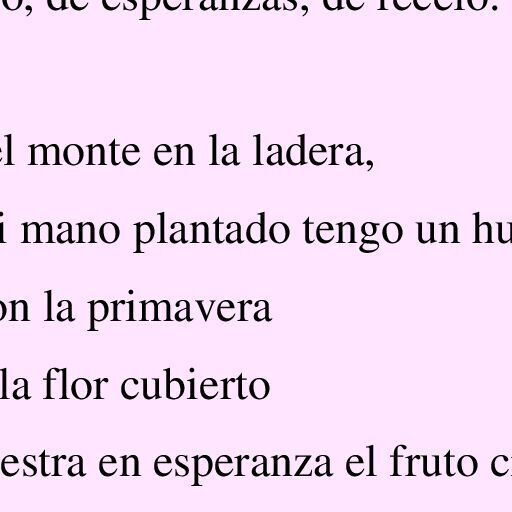 o, de esperanzas, de recelo.
el monte en la ladera,
i mano plantado tengo un hu
on la primavera
la flor cubierto
estra en esperanza el fruto ci